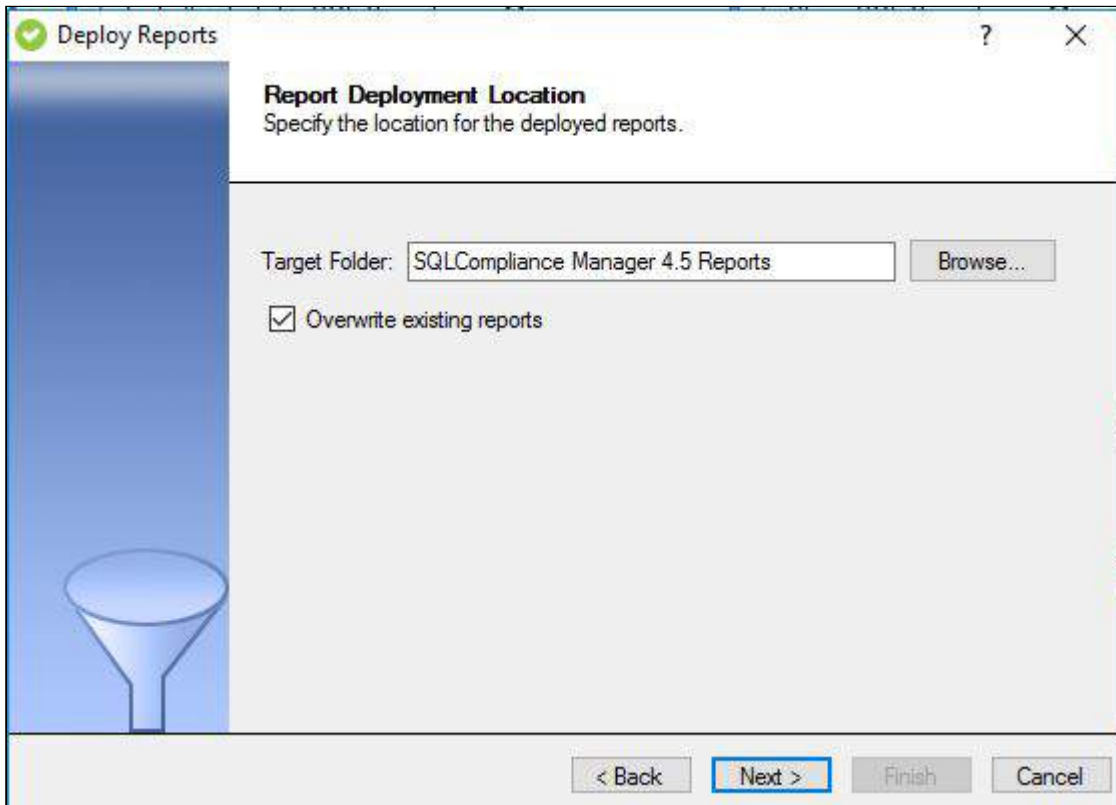 Deploy Reports
?
Report Deployment Location
Specify the location for the deployed reports.
Target Folder: SQLCompliance Manager 4.5 Reports Browse...
Overwrite existing reports
< Back Next > Finish Cancel